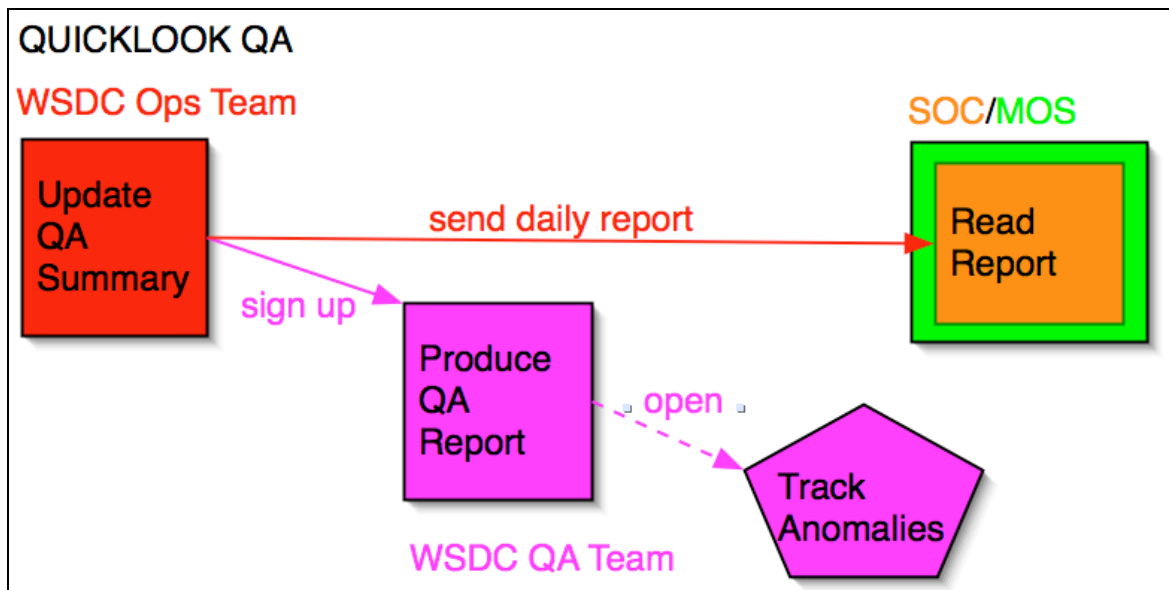 QUICKLOOK QA
WSDC Ops Team
SOC/MOS
Update
QA
Summary
send daily report
Read
Report
sign up
Produce
QA
Report
open
Track
Anomalies
WSDC QA Team